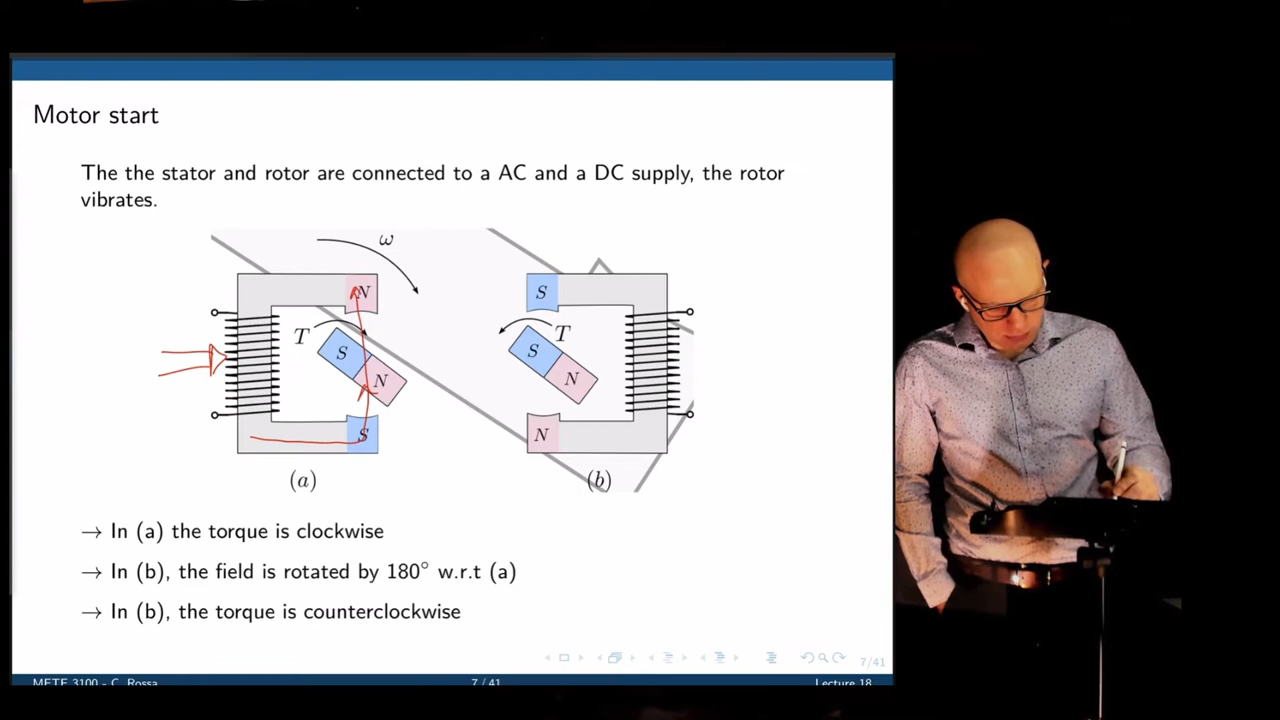 Motor start
The the stator and rotor are connected to a AC and a DC supply, the rotor
vibrates.
ω
N
S
T
S
N
S
(a)
T
S
N
N
(b)
→ In (a) the torque is clockwise
→ In (b), the field is rotated by 180° w.r.t (a)
→ In (b), the torque is counterclockwise
7/41
METE 3100 - C. Rossa
7 / 41
Lecture 18